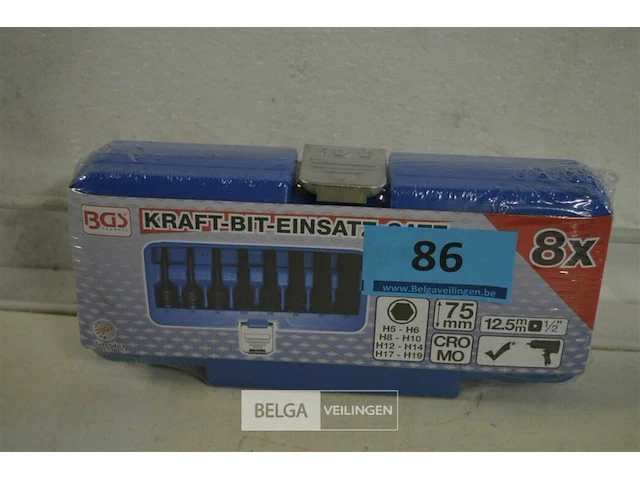 BGS
KRAFT-BIT-EINSATZ-SATZ
8x
86
www.Belgaveilingen.be
H5 - H6
H8 - H10
H12 - H14
H17 - H19
75
mm
12.5mm 1/2"
CRO
MO
BELGA VEILINGEN